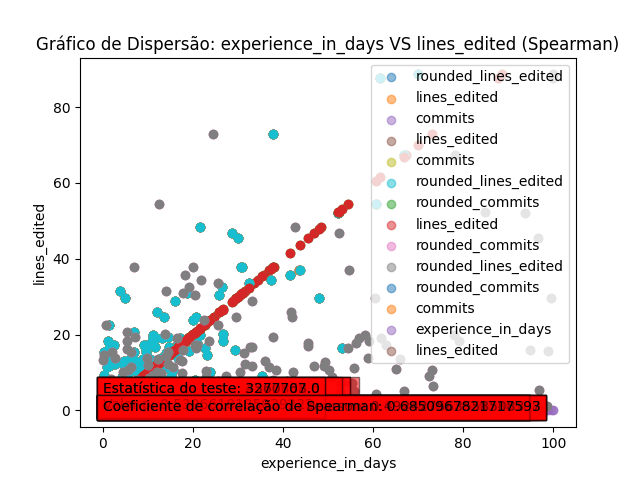 Gráfico de Dispersão: experience_in_days VS lines_edited (Spearman)
rounded_lines_edited
lines_edited
commits
lines_edited
commits
rounded_lines_edited
rounded_commits
lines_edited
rounded_commits
rounded_lines_edited
rounded_commits
commits
experience_in_days
lines_edited
80
60
40
20
0
lines_edited
Estatística do teste:
Coeficiente de correlação de Spearman:
0
20
40
60
80
100
experience_in_days